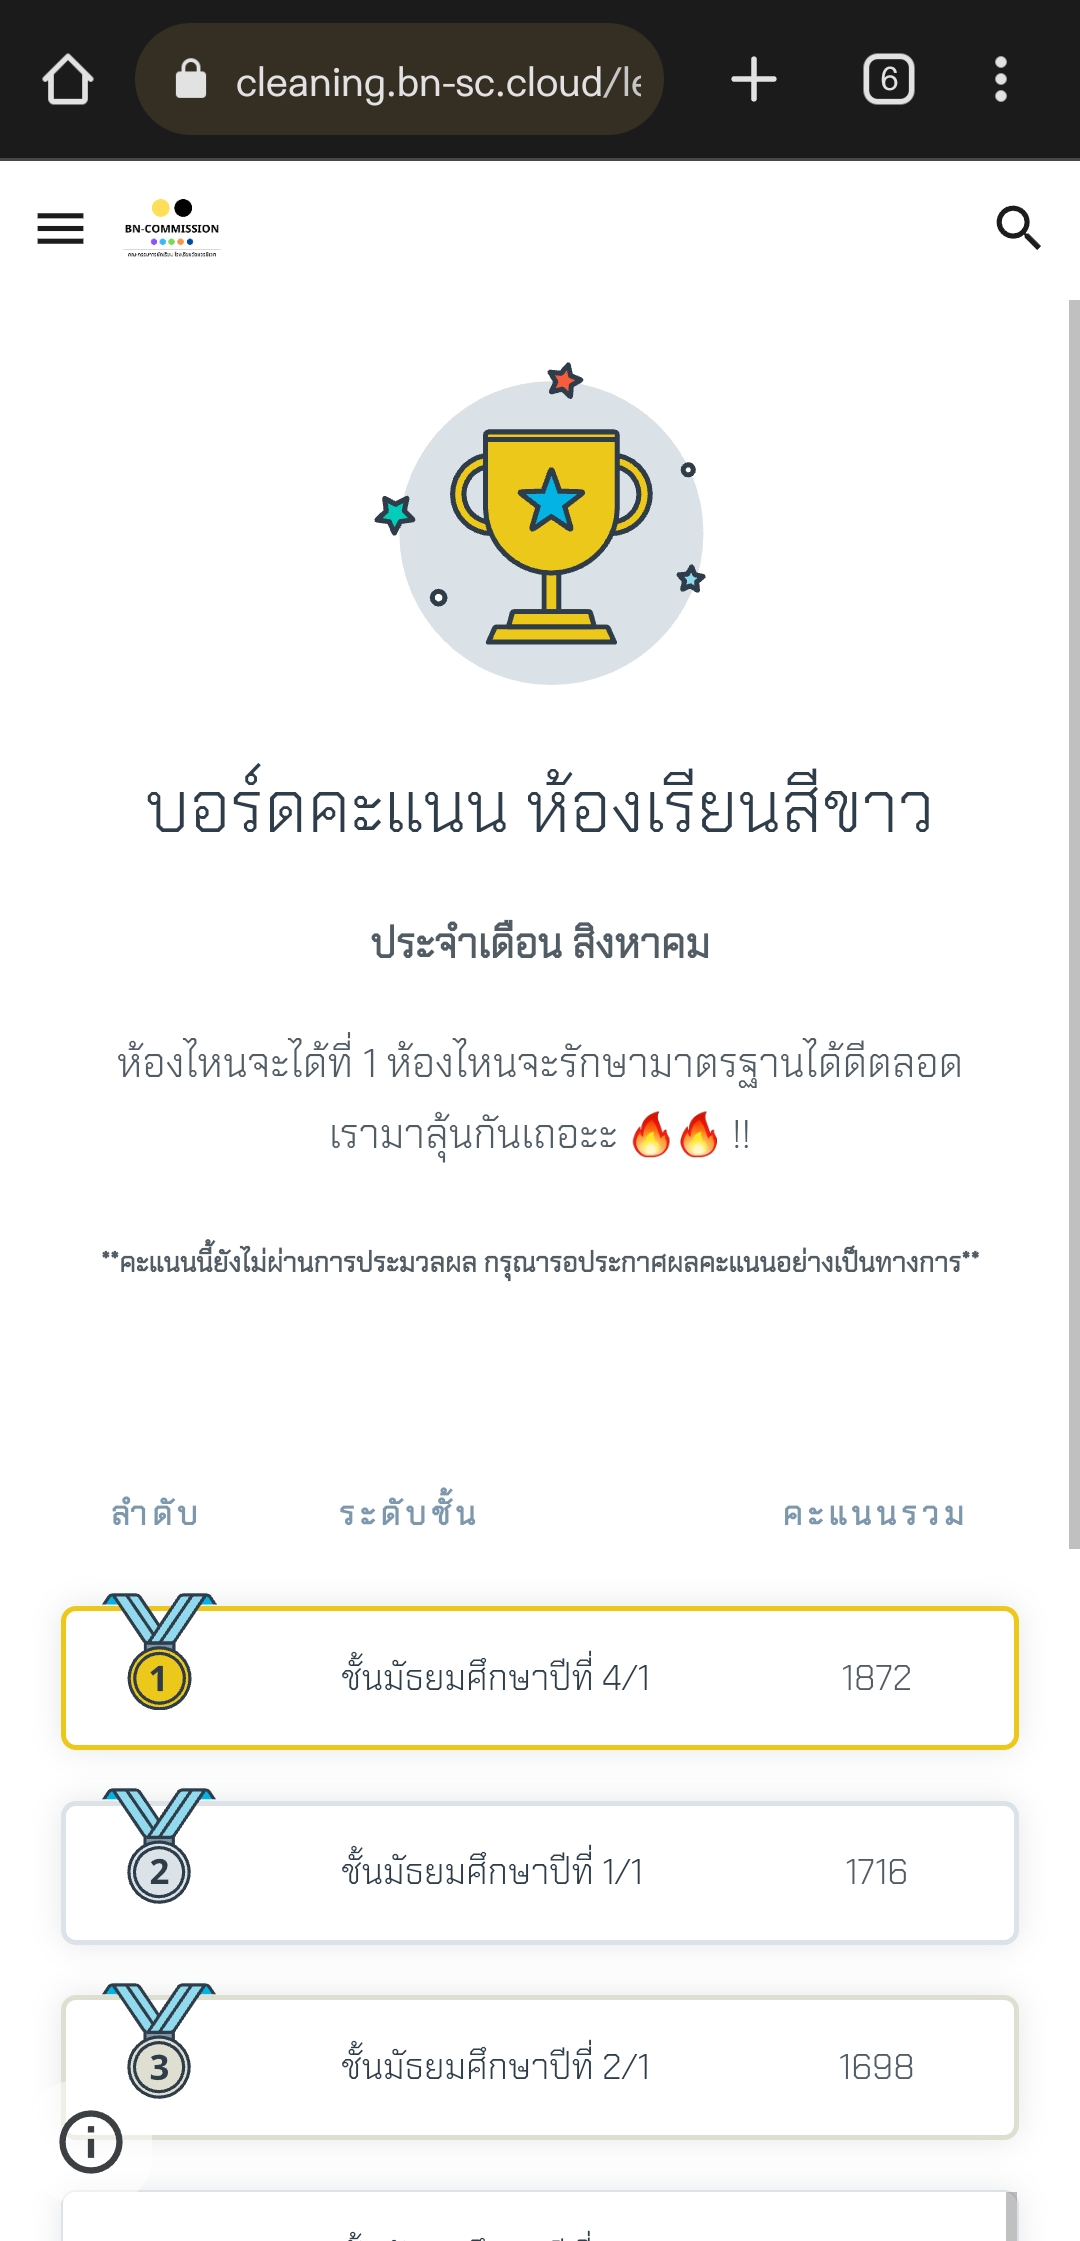 cleaning.bn-sc.cloud/le
6
BN-COMMISSION
บอร์ดคะแนน ห้องเรียนสีขาว
ประจำเดือน สิงหาคม
ห้องไหนจะได้ที่ 1 ห้องไหนจะรักษามาตรฐานได้ดีตลอด
เรามาลุ้นกันเถอะะ 🔥🔥 !!
**คะแนนนี้ยังไม่ผ่านการประมวลผล กรุณารอประกาศผลคะแนนอย่างเป็นทางการ**
ลำดับ ระดับชั้น คะแนนรวม
1 ชั้นมัธยมศึกษาปีที่ 4/1 1872
2 ชั้นมัธยมศึกษาปีที่ 1/1 1716
3 ชั้นมัธยมศึกษาปีที่ 2/1 1698